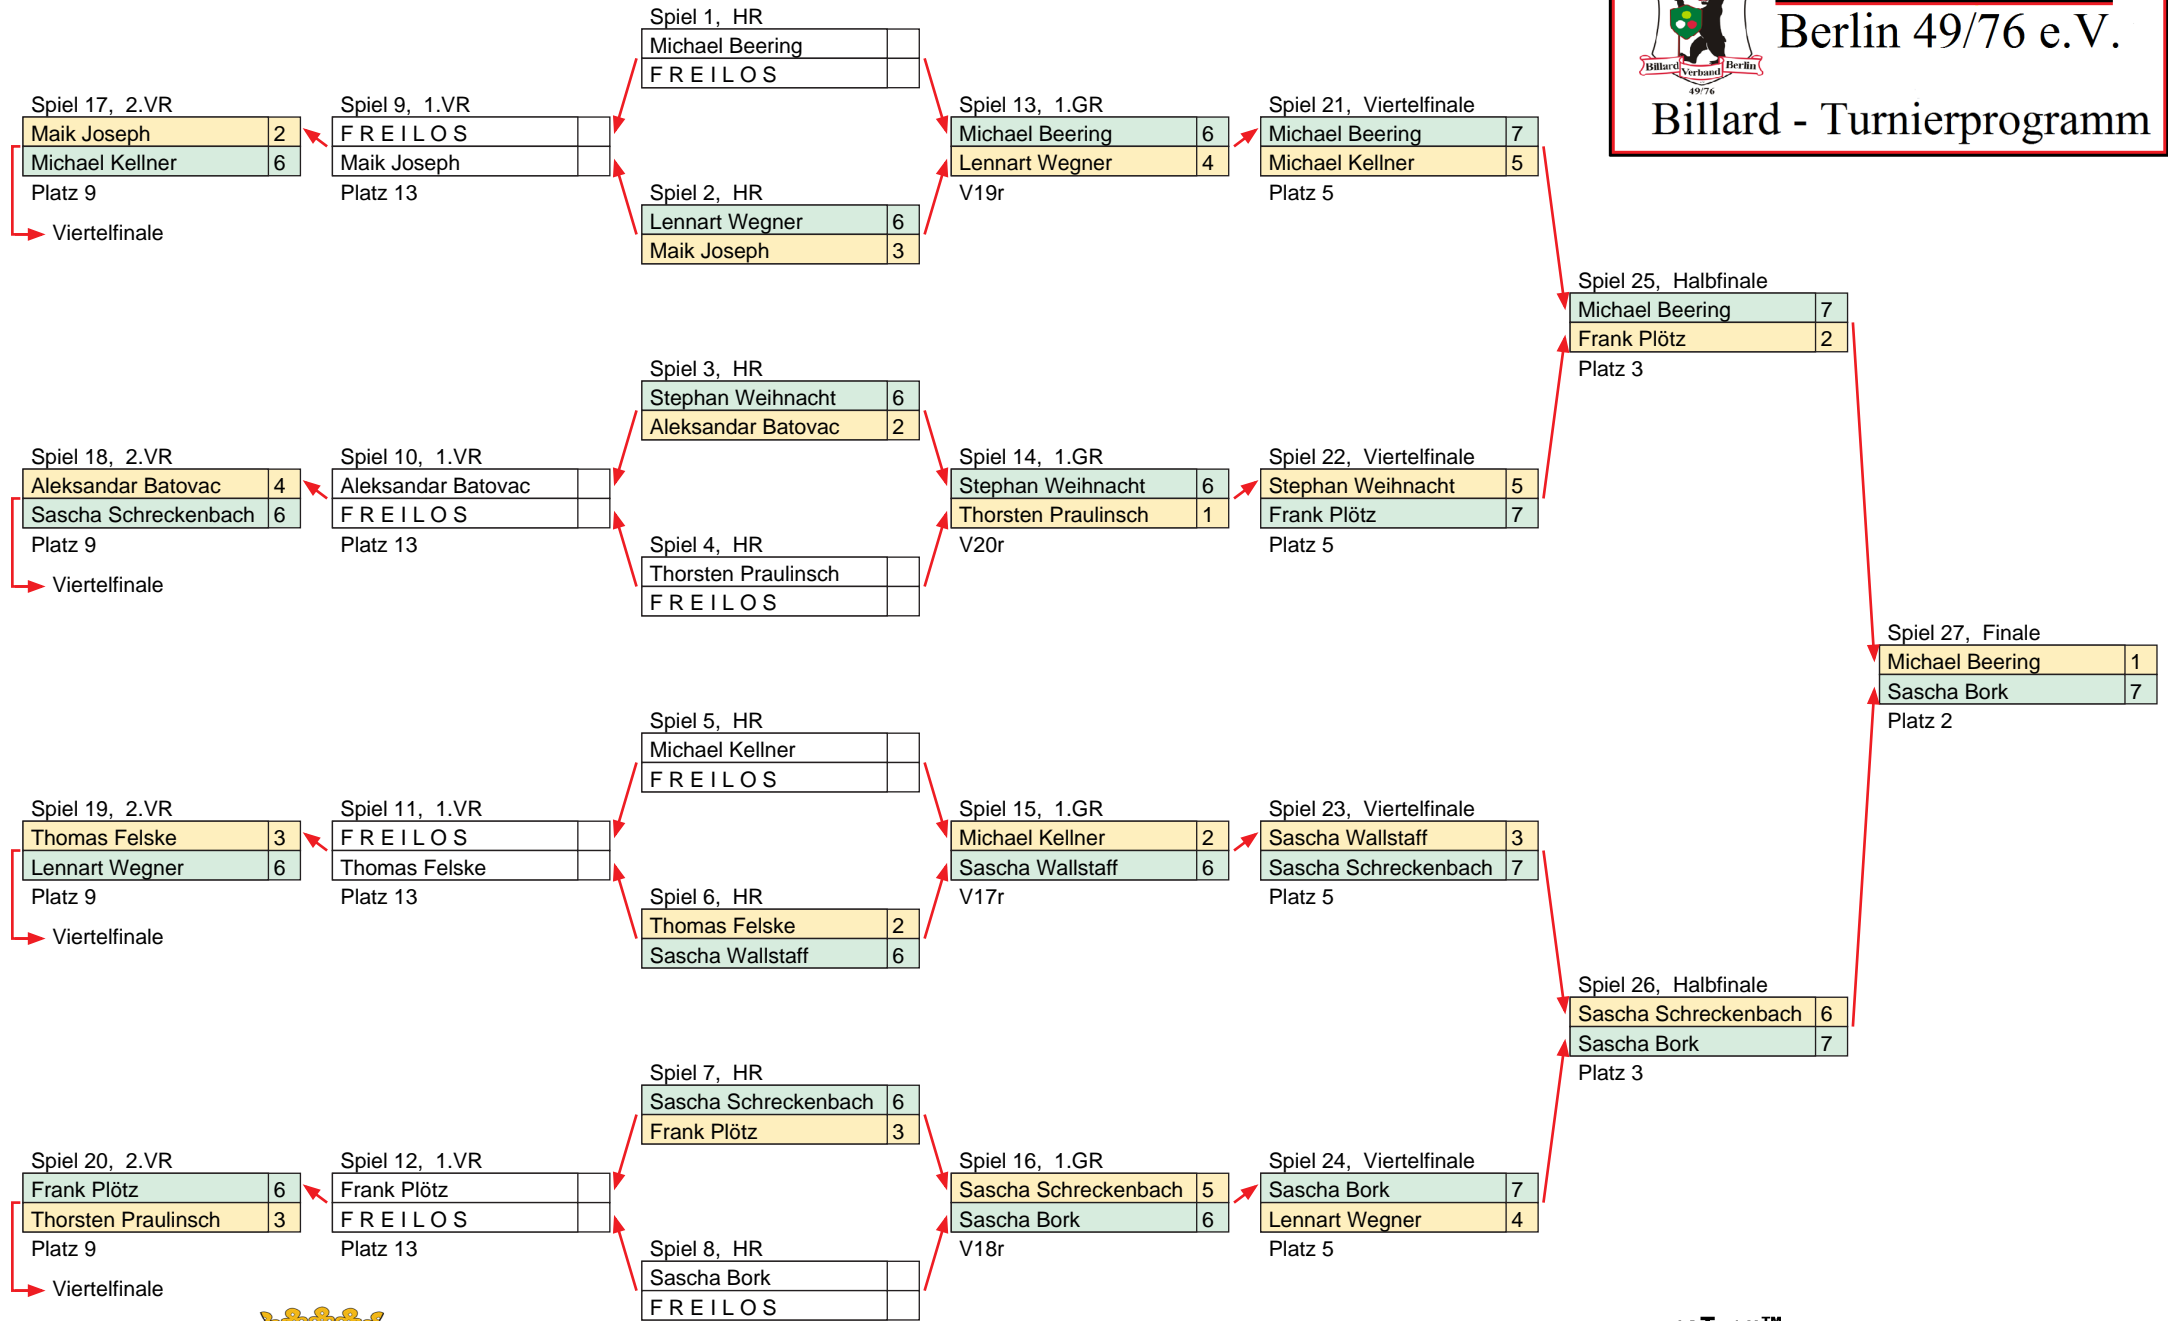 Spiel 1,  HR
Michael Beering
F R E I L O S
Berlin 49/76 e.V.
Billard Verband Berlin
49/76
Billard - Turnierprogramm
Spiel 17,  2.VR
Maik Joseph 2
Michael Kellner 6
Platz 9
Viertelfinale
Spiel 9,  1.VR
F R E I L O S
Maik Joseph
Platz 13
Spiel 2,  HR
Lennart Wegner 6
Maik Joseph 3
Spiel 13,  1.GR
Michael Beering 6
Lennart Wegner 4
V19r
Spiel 21,  Viertelfinale
Michael Beering 7
Michael Kellner 5
Platz 5
Spiel 25,  Halbfinale
Michael Beering 7
Frank Plötz 2
Platz 3
Spiel 3,  HR
Stephan Weihnacht 6
Aleksandar Batovac 2
Spiel 18,  2.VR
Aleksandar Batovac 4
Sascha Schreckenbach 6
Platz 9
Viertelfinale
Spiel 10,  1.VR
Aleksandar Batovac
F R E I L O S
Platz 13
Spiel 4,  HR
Thorsten Praulinsch
F R E I L O S
Spiel 14,  1.GR
Stephan Weihnacht 6
Thorsten Praulinsch 1
V20r
Spiel 22,  Viertelfinale
Stephan Weihnacht 5
Frank Plötz 7
Platz 5
Spiel 27,  Finale
Michael Beering 1
Sascha Bork 7
Platz 2
Spiel 5,  HR
Michael Kellner
F R E I L O S
Spiel 19,  2.VR
Thomas Felske 3
Lennart Wegner 6
Platz 9
Viertelfinale
Spiel 11,  1.VR
F R E I L O S
Thomas Felske
Platz 13
Spiel 6,  HR
Thomas Felske 2
Sascha Wallstaff 6
Spiel 15,  1.GR
Michael Kellner 2
Sascha Wallstaff 6
V17r
Spiel 23,  Viertelfinale
Sascha Wallstaff 3
Sascha Schreckenbach 7
Platz 5
Spiel 26,  Halbfinale
Sascha Schreckenbach 6
Sascha Bork 7
Platz 3
Spiel 7,  HR
Sascha Schreckenbach 6
Frank Plötz 3
Spiel 20,  2.VR
Frank Plötz 6
Thorsten Praulinsch 3
Platz 9
Viertelfinale
Spiel 12,  1.VR
Frank Plötz
F R E I L O S
Platz 13
Spiel 8,  HR
Sascha Bork
F R E I L O S
Spiel 16,  1.GR
Sascha Schreckenbach 5
Sascha Bork 6
V18r
Spiel 24,  Viertelfinale
Sascha Bork 7
Lennart Wegner 4
Platz 5